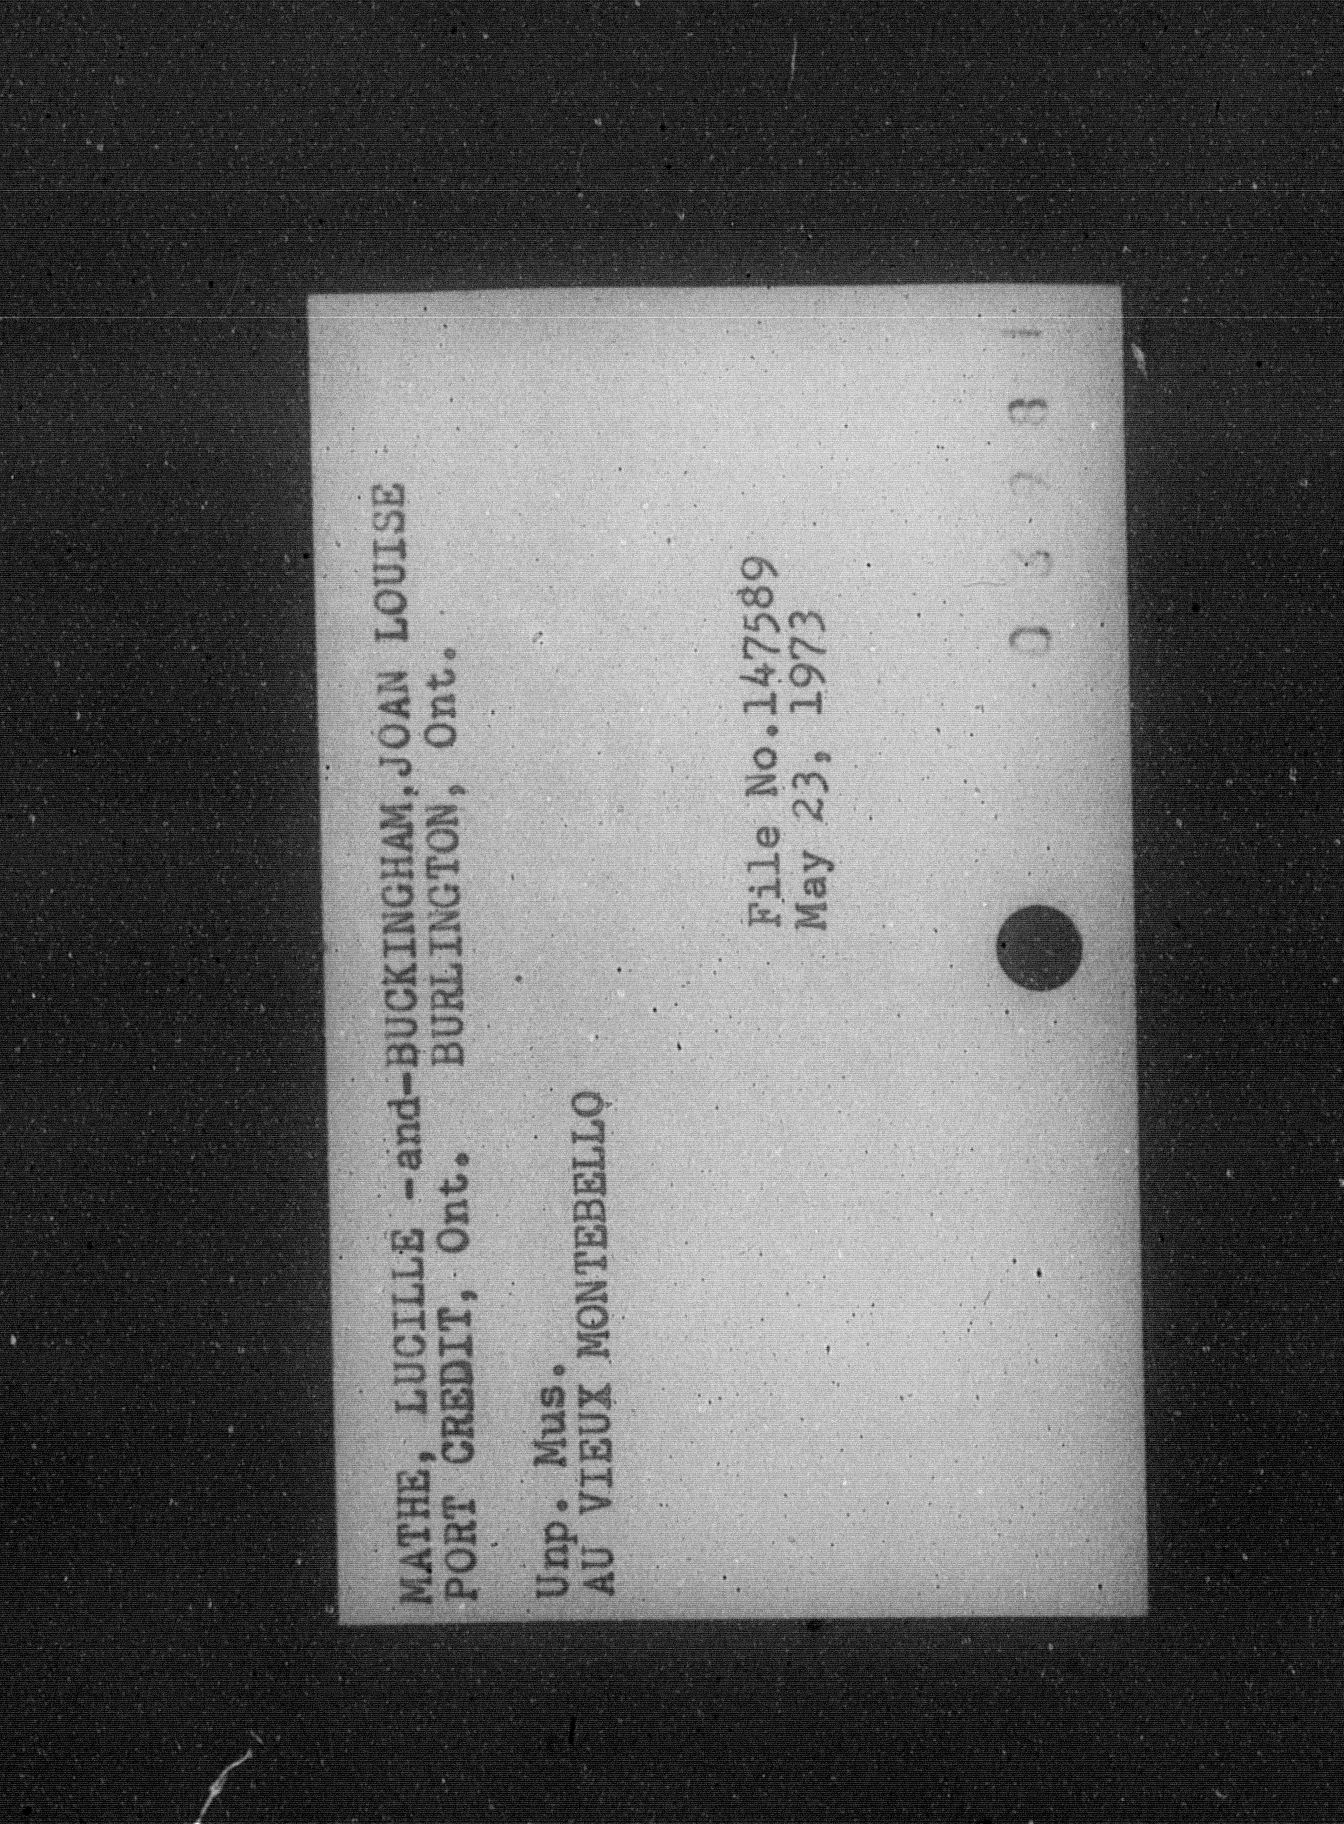 MATHE, LUCILLE -and-BUCKINGHAM,JOAN LOUISE
PORT CREDIT, Ont. BURLINGTON, Ont.
Unp. Mus.
AU VIEUX MONTEBELLO
File No.147589
May 23, 1973